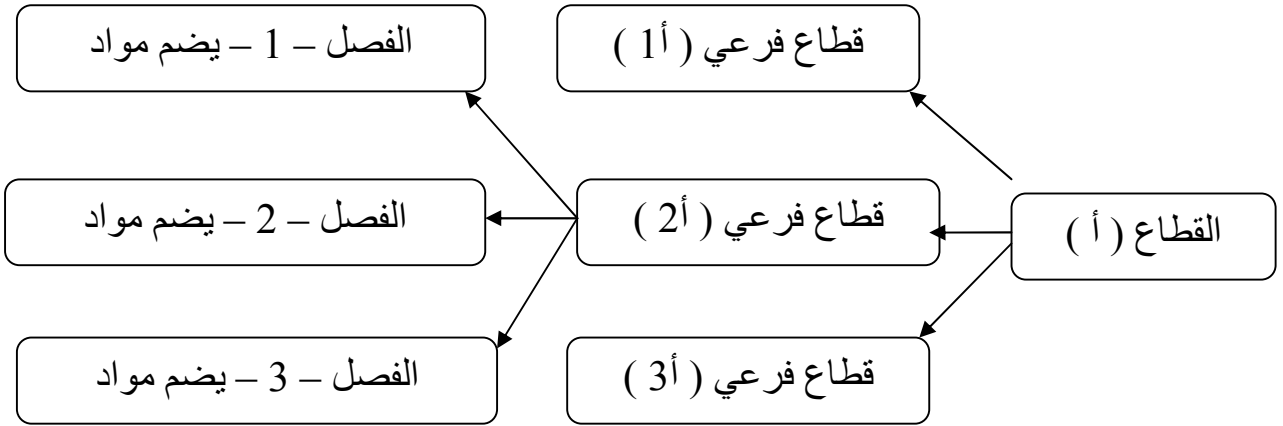 قطاع فرعي ( أ1 )
الفصل – 1 – يضم مواد
القطاع ( أ )
قطاع فرعي ( أ2 )
الفصل – 2 – يضم مواد
قطاع فرعي ( أ3 )
الفصل – 3 – يضم مواد